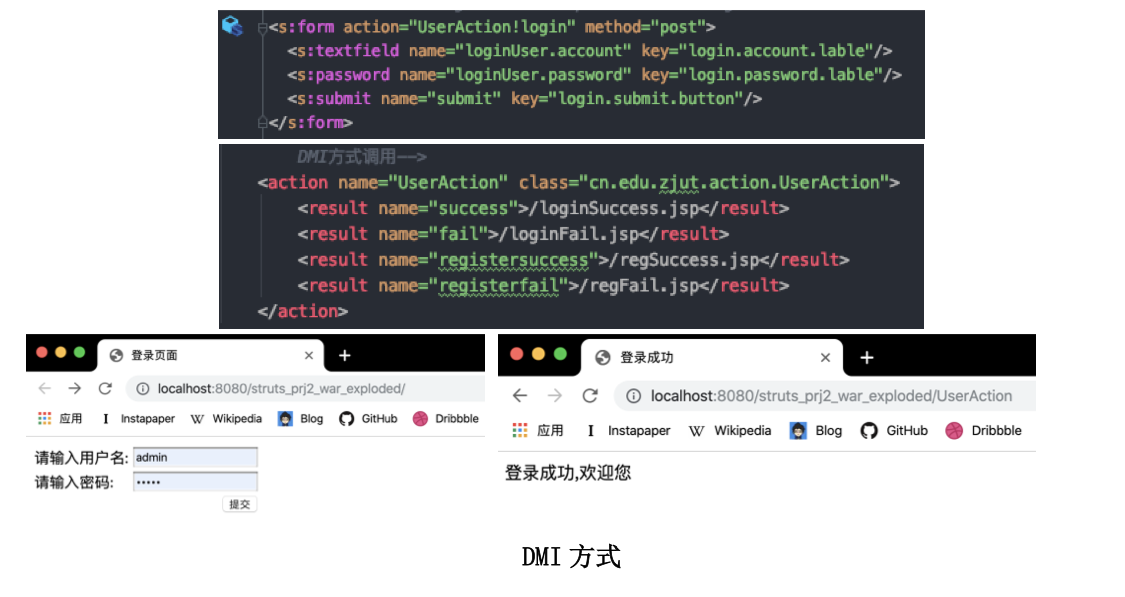 <s:form action="UserAction!login" method="post">
<s:textfield name="loginUser.account" key="login.account.lable"/>
<s:password name="loginUser.password" key="login.password.lable"/>
<s:submit name="submit" key="login.submit.button"/>
</s:form>
DMI方式调用-->
<action name="UserAction" class="cn.edu.zjut.action.UserAction">
<result name="success">/loginSuccess.jsp</result>
<result name="fail">/loginFail.jsp</result>
<result name="registersuccess">/regSuccess.jsp</result>
<result name="registerfail">/regFail.jsp</result>
</action>
登录页面
localhost:8080/struts_prj2_war_exploded/
应用 Instapaper Wikipedia Blog GitHub Dribbble
请输入用户名: admin
请输入密码: •••••
提交
登录成功
localhost:8080/struts_prj2_war_exploded/UserAction
应用 Instapaper Wikipedia Blog GitHub Dribbble
登录成功,欢迎您
DMI 方式